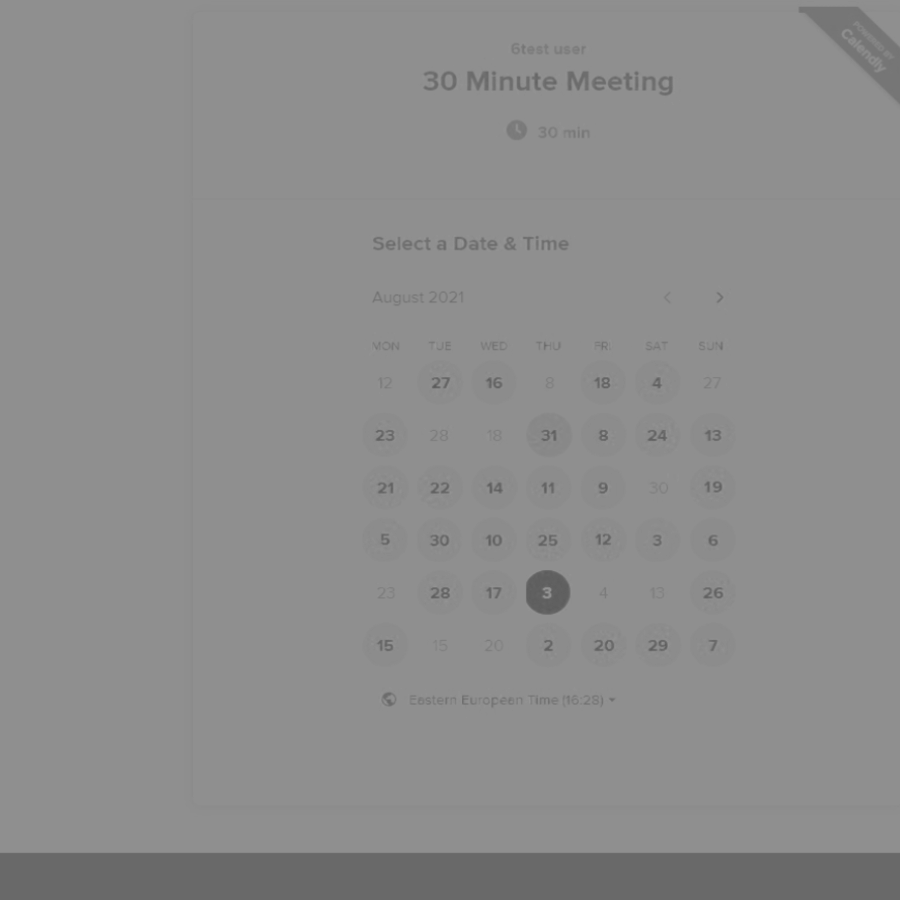 6test user
POWERED BY
Calendly
30 Minute Meeting
30 min
Select a Date & Time
August 2021
MON TUE WED THU FRI SAT SUN
12 27 16 8 18 4 27
23 28 18 31 8 24 13
21 22 14 11 9 30 19
5 30 10 25 12 3 6
23 28 17 3 4 13 26
15 15 20 2 20 29 7
Eastern European Time (16:28)